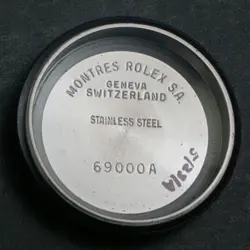 MONTRES ROLEX S.A.
GENEVA
SWITZERLAND
STAINLESS STEEL
69000A